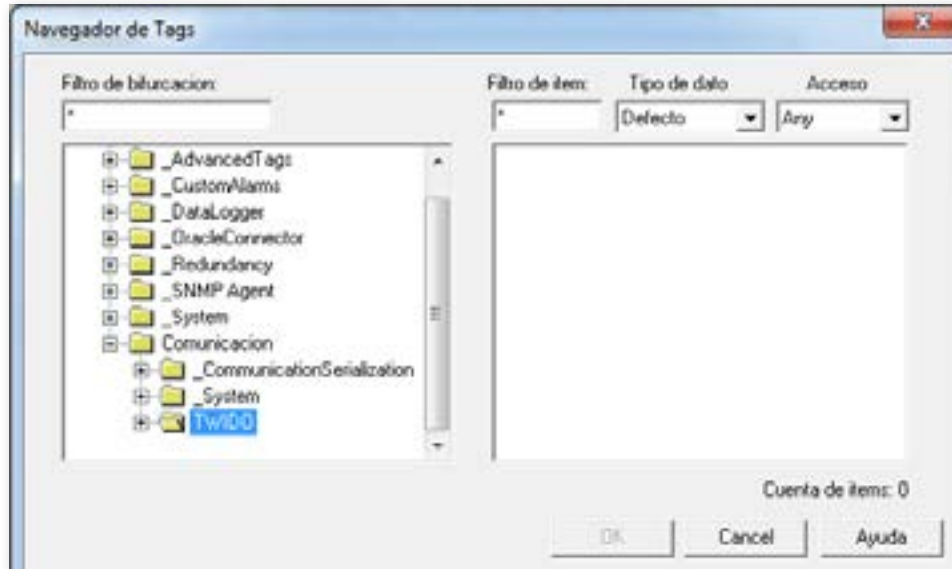 Navegador de Tags
Filtro de bifurcacion:
Filtro de item:
Tipo de dato
Acceso
*
*
Defecto
Any
_AdvancedTags
_CustomAlarms
_DataLogger
_OracleConnector
_Redundancy
_SNMP Agent
_System
Comunicacion
_CommunicationSerialization
_System
TWIDO
Cuenta de items: 0
OK
Cancel
Ayuda